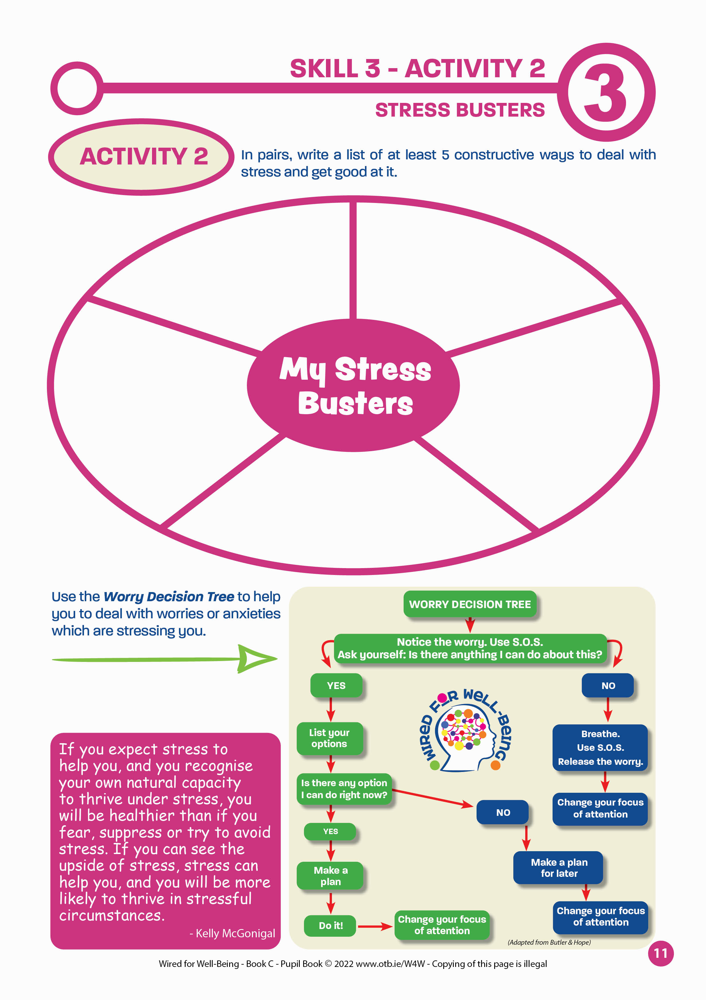 SKILL 3 - ACTIVITY 2
3
STRESS BUSTERS
ACTIVITY 2
In pairs, write a list of at least 5 constructive ways to deal with
stress and get good at it.
My Stress
Busters
Use the Worry Decision Tree to help
you to deal with worries or anxieties
which are stressing you.
If you expect stress to
help you, and you recognise
your own natural capacity
to thrive under stress, you
will be healthier than if you
fear, suppress or try to avoid
stress. If you can see the
upside of stress, stress can
help you, and you will be more
likely to thrive in stressful
circumstances.
- Kelly McGonigal
WORRY DECISION TREE
Notice the worry. Use S.O.S.
Ask yourself: Is there anything I can do about this?
YES
NO
WIRED FOR WELL-BEING
List your
options
Breathe.
Use S.O.S.
Release the worry.
Is there any option
I can do right now?
Change your focus
of attention
NO
YES
Make a plan
for later
Make a
plan
Change your focus
of attention
Do it!
Change your focus
of attention
(Adapted from Butler & Hope)
11
Wired for Well-Being - Book C - Pupil Book © 2022 www.otb.ie/W4W - Copying of this page is illegal